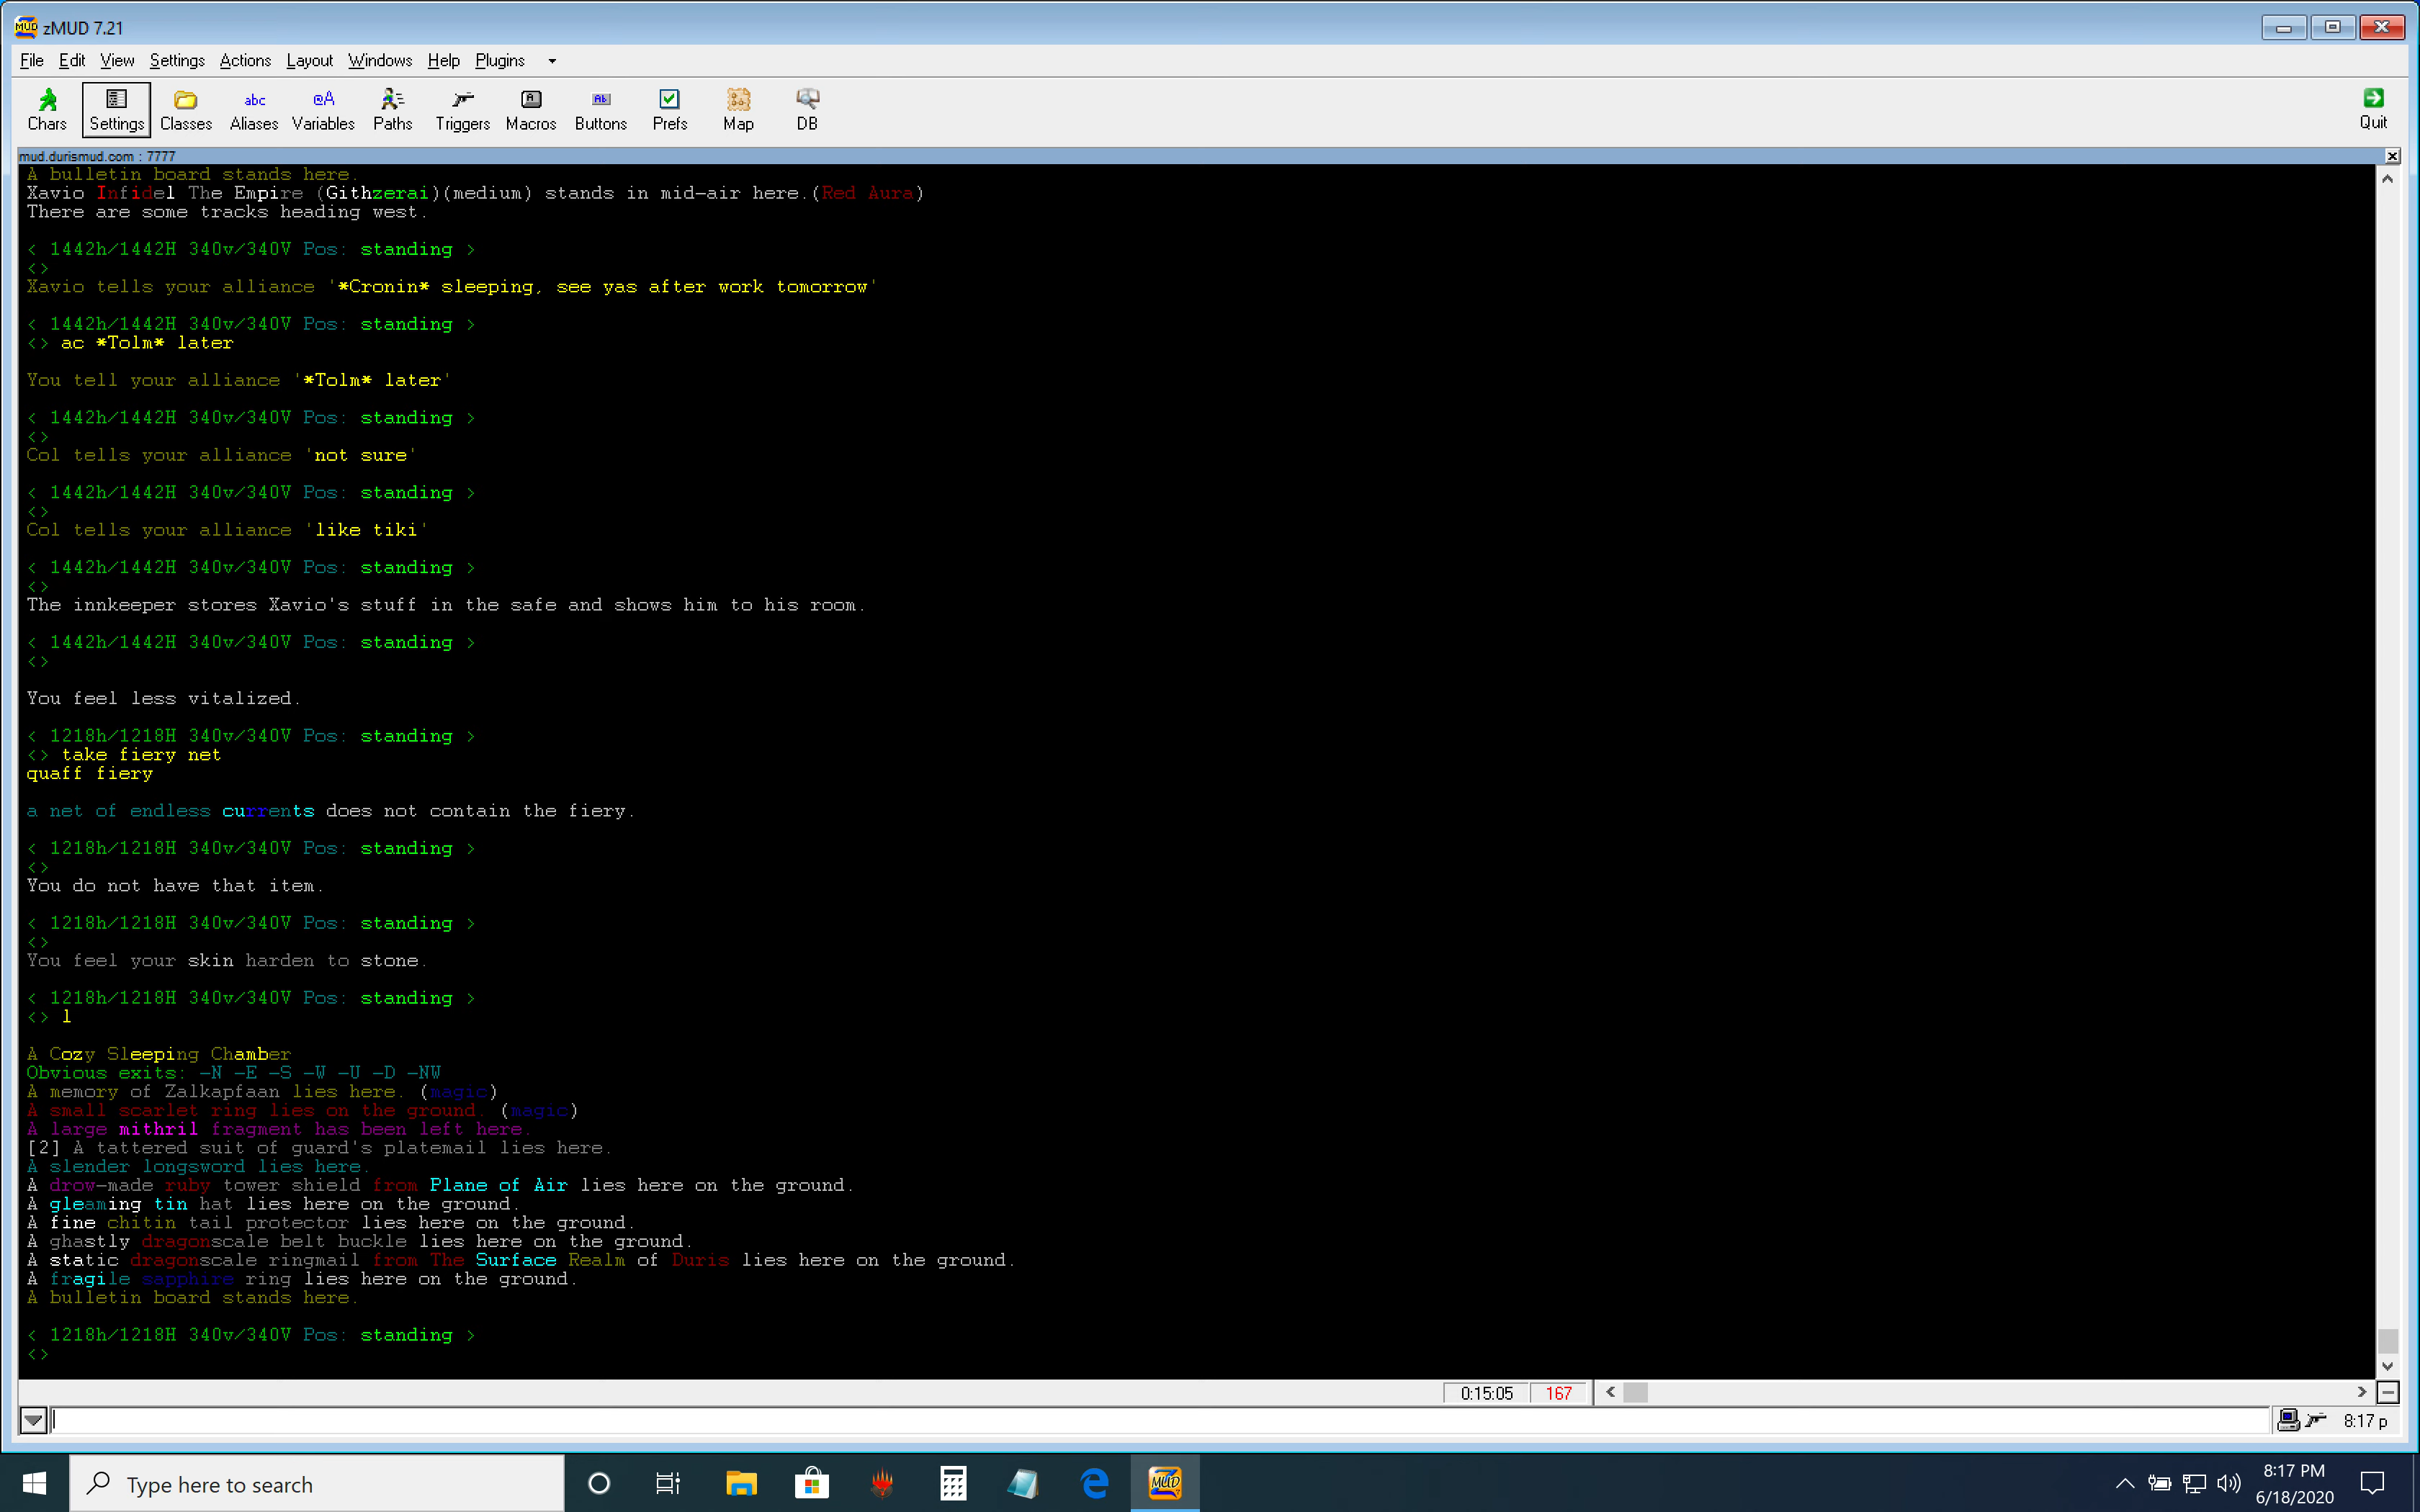 zMUD 7.21
File Edit View Settings Actions Layout Windows Help Plugins
Chars Settings Classes Aliases Variables Paths Triggers Macros Buttons Prefs Map DB Quit
mud.durismud.com : 7777
A bulletin board stands here.
Xavio Infidel The Empire (Githzerai)(medium) stands in mid-air here.(Red Aura)
There are some tracks heading west.
< 1442h/1442H 340v/340V Pos: standing >
<>
Xavio tells your alliance '*Cronin* sleeping, see yas after work tomorrow'
< 1442h/1442H 340v/340V Pos: standing >
<> ac *Tolm* later
You tell your alliance '*Tolm* later'
< 1442h/1442H 340v/340V Pos: standing >
<>
Col tells your alliance 'not sure'
< 1442h/1442H 340v/340V Pos: standing >
<>
Col tells your alliance 'like tiki'
< 1442h/1442H 340v/340V Pos: standing >
<>
The innkeeper stores Xavio's stuff in the safe and shows him to his room.
< 1442h/1442H 340v/340V Pos: standing >
<>
You feel less vitalized.
< 1218h/1218H 340v/340V Pos: standing >
<> take fiery net
quaff fiery
a net of endless currents does not contain the fiery.
< 1218h/1218H 340v/340V Pos: standing >
<>
You do not have that item.
< 1218h/1218H 340v/340V Pos: standing >
<>
You feel your skin harden to stone.
< 1218h/1218H 340v/340V Pos: standing >
<> l
A Cozy Sleeping Chamber
Obvious exits: -N -E -S -W -U -D -NW
A memory of Zalkapfaan lies here. (magic)
A small scarlet ring lies on the ground. (magic)
A large mithril fragment has been left here.
[2] A tattered suit of guard's platemail lies here.
A slender longsword lies here.
A drow-made ruby tower shield from Plane of Air lies here on the ground.
A gleaming tin hat lies here on the ground.
A fine chitin tail protector lies here on the ground.
A ghastly dragonscale belt buckle lies here on the ground.
A static dragonscale ringmail from The Surface Realm of Duris lies here on the ground.
A fragile sapphire ring lies here on the ground.
A bulletin board stands here.
< 1218h/1218H 340v/340V Pos: standing >
<>
0:15:05 167
8:17 p
Type here to search
8:17 PM
6/18/2020